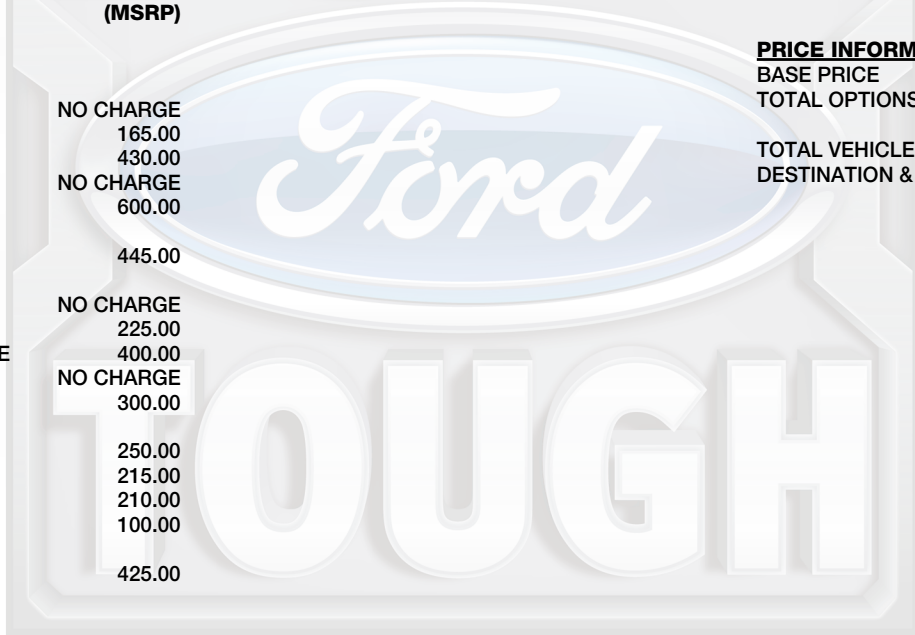 (MSRP)
NO CHARGE
165.00
430.00
NO CHARGE
600.00
445.00
NO CHARGE
225.00
E 400.00
NO CHARGE
300.00
250.00
215.00
210.00
100.00
425.00
PRICE INFORM
BASE PRICE
TOTAL OPTIONS
TOTAL VEHICLE
DESTINATION &
Ford
TOUGH